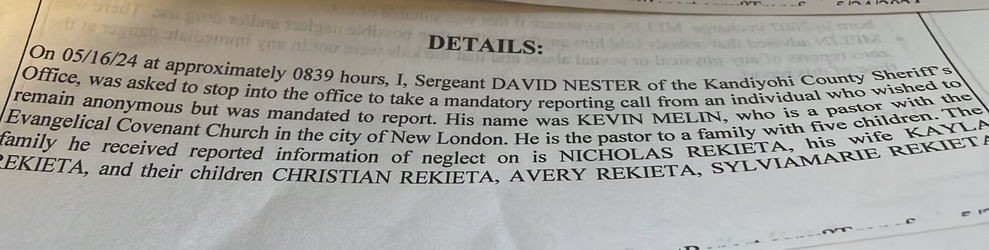 DETAILS:
On 05/16/24 at approximately 0839 hours, I, Sergeant DAVID NESTER of the Kandiyohi County Sheriff's
Office, was asked to stop into the office to take a mandatory reporting call from an individual who wished to
remain anonymous but was mandated to report. His name was KEVIN MELIN, who is a pastor with the
Evangelical Covenant Church in the city of New London. He is the pastor to a family with five children. The
family he received reported information of neglect on is NICHOLAS REKIETA, his wife KAYLA
REKIETA, and their children CHRISTIAN REKIETA, AVERY REKIETA, SYLVIAMARIE REKIETA